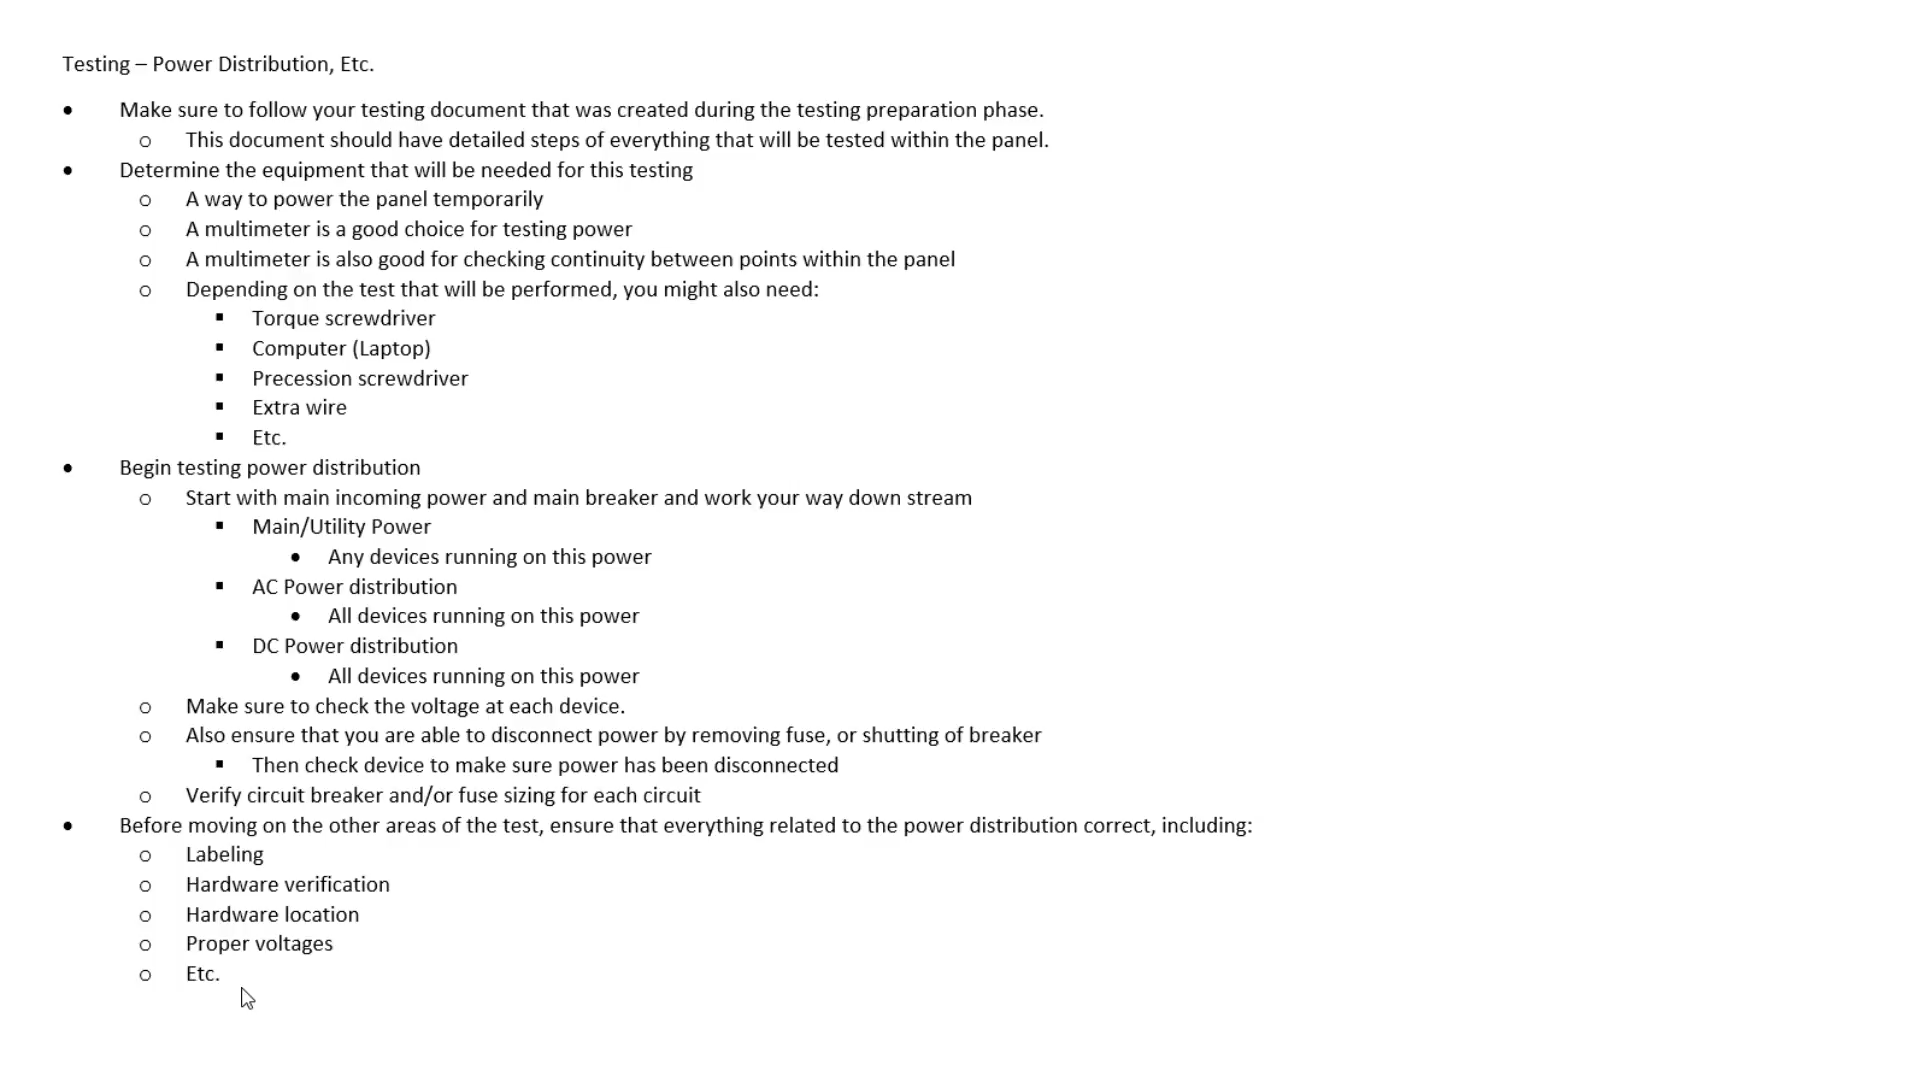 Testing – Power Distribution, Etc.
• Make sure to follow your testing document that was created during the testing preparation phase.
o This document should have detailed steps of everything that will be tested within the panel.
• Determine the equipment that will be needed for this testing
o A way to power the panel temporarily
o A multimeter is a good choice for testing power
o A multimeter is also good for checking continuity between points within the panel
o Depending on the test that will be performed, you might also need:
▪ Torque screwdriver
▪ Computer (Laptop)
▪ Precession screwdriver
▪ Extra wire
▪ Etc.
• Begin testing power distribution
o Start with main incoming power and main breaker and work your way down stream
▪ Main/Utility Power
• Any devices running on this power
▪ AC Power distribution
• All devices running on this power
▪ DC Power distribution
• All devices running on this power
o Make sure to check the voltage at each device.
o Also ensure that you are able to disconnect power by removing fuse, or shutting of breaker
▪ Then check device to make sure power has been disconnected
o Verify circuit breaker and/or fuse sizing for each circuit
• Before moving on the other areas of the test, ensure that everything related to the power distribution correct, including:
o Labeling
o Hardware verification
o Hardware location
o Proper voltages
o Etc.